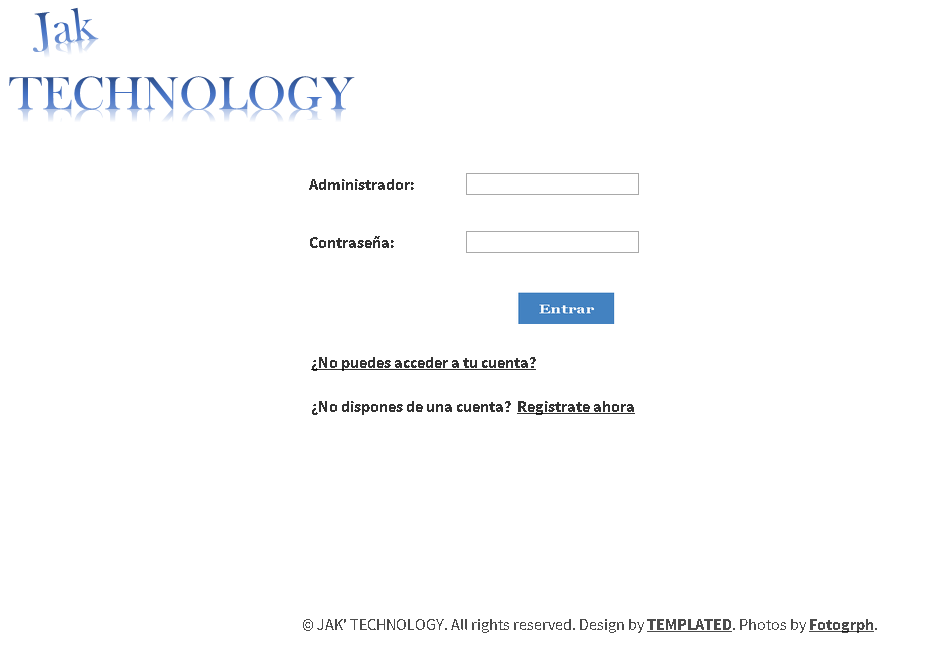 Jak
TECHNOLOGY
Administrador:
Contraseña:
Entrar
¿No puedes acceder a tu cuenta?
¿No dispones de una cuenta? Registrate ahora
© JAK' TECHNOLOGY. All rights reserved. Design by TEMPLATED. Photos by Fotogrph.